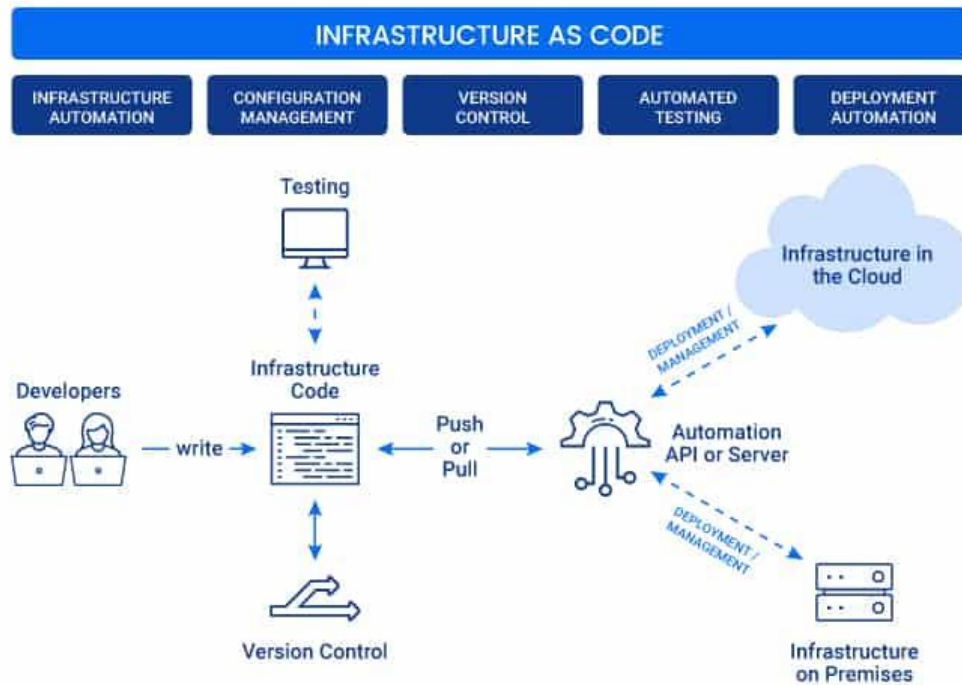 INFRASTRUCTURE AS CODE
INFRASTRUCTURE
AUTOMATION
CONFIGURATION
MANAGEMENT
VERSION
CONTROL
AUTOMATED
TESTING
DEPLOYMENT
AUTOMATION
Testing
Infrastructure in
the Cloud
DEPLOYMENT /
MANAGEMENT
Infrastructure
Code
Developers
write
Push
or
Pull
Automation
API or Server
DEPLOYMENT /
MANAGEMENT
Version Control
Infrastructure
on Premises